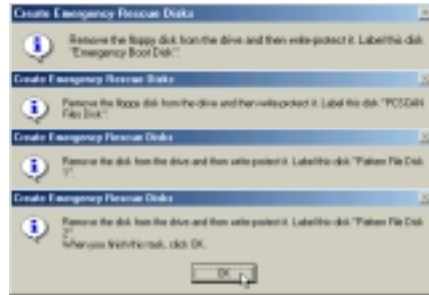 Create Emergency Rescue Disks
Remove the floppy disk from the drive and then write-protect it. Label this disk
"Emergency Boot Disk".
Create Emergency Rescue Disks
Remove the floppy disk from the drive and then write-protect it. Label this disk "PCSCAN
Files Disk".
Create Emergency Rescue Disks
Remove the disk from the drive and then write-protect it. Label this disk "Pattern File Disk
1".
Create Emergency Rescue Disks
Remove the disk from the drive and then write-protect it. Label this disk "Pattern File Disk
2".
When you finish this task, click OK.
OK